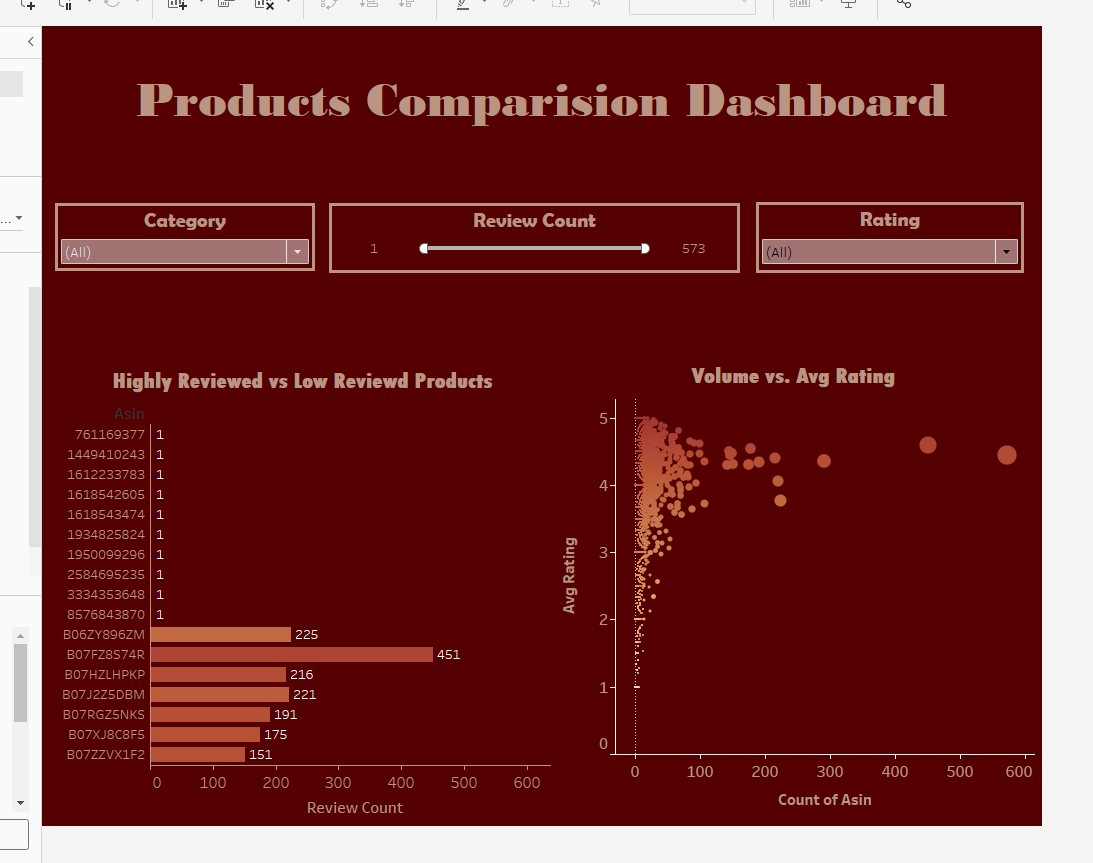 Products Comparision Dashboard
Category
(All)
Review Count
1 573
Rating
(All)
Highly Reviewed vs Low Reviewd Products
Asin
761169377 1
1449410243 1
1612233783 1
1618542605 1
1618543474 1
1934825824 1
1950099296 1
2584695235 1
3334353648 1
8576843870 1
B06ZY896ZM 225
B07FZ8S74R 451
B07HZLHPKP 216
B07J2Z5DBM 221
B07RGZ5NKS 191
B07XJ8C8F5 175
B07ZZVX1F2 151
0 100 200 300 400 500 600
Review Count
Volume vs. Avg Rating
Avg Rating
5
4
3
2
1
0
0 100 200 300 400 500 600
Count of Asin